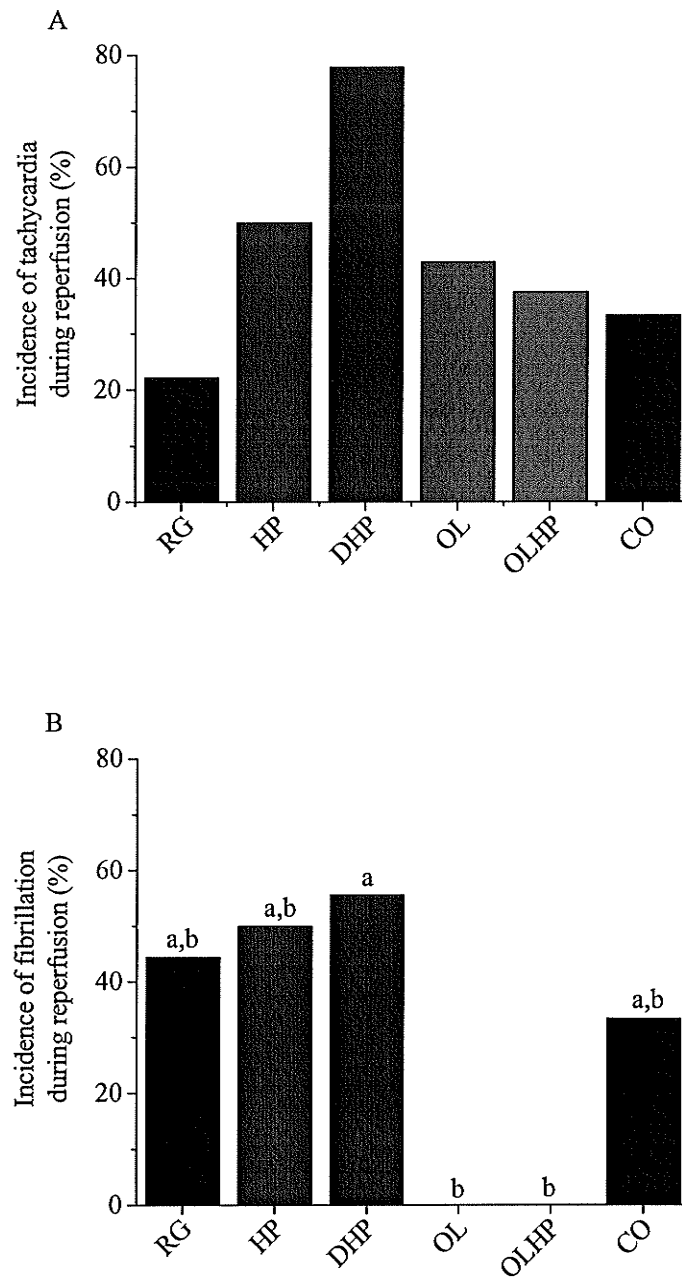 A
Incidence of tachycardia
during reperfusion (%)
80
60
40
20
0
RG
HP
DHP
OL
OLHP
CO
B
Incidence of fibrillation
during reperfusion (%)
80
60
40
20
0
a,b
a,b
a
b
b
a,b
RG
HP
DHP
OL
OLHP
CO